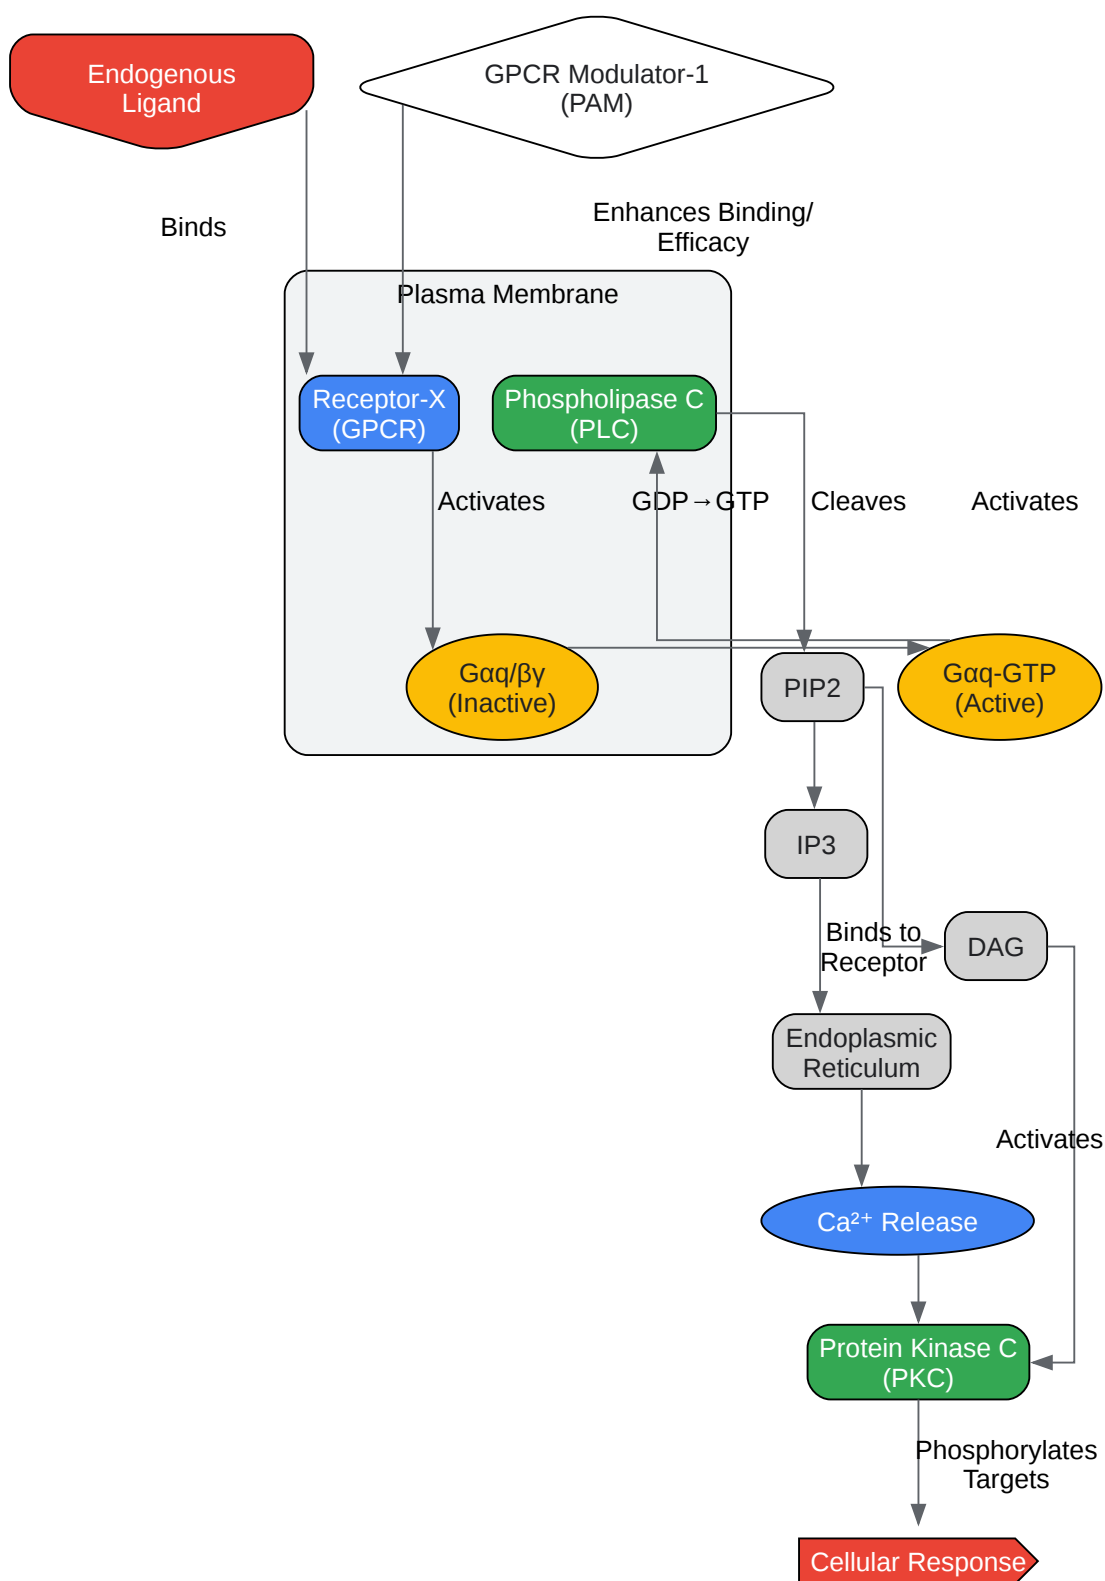 Endogenous
Ligand
GPCR Modulator-1
(PAM)
Binds
Enhances Binding/
Efficacy
Plasma Membrane
Receptor-X
(GPCR)
Phospholipase C
(PLC)
Activates
GDP→GTP
Cleaves
Activates
Gαq/βγ
(Inactive)
PIP2
Gαq-GTP
(Active)
IP3
Binds to
Receptor
DAG
Endoplasmic
Reticulum
Activates
Ca²⁺ Release
Protein Kinase C
(PKC)
Phosphorylates
Targets
Cellular Response